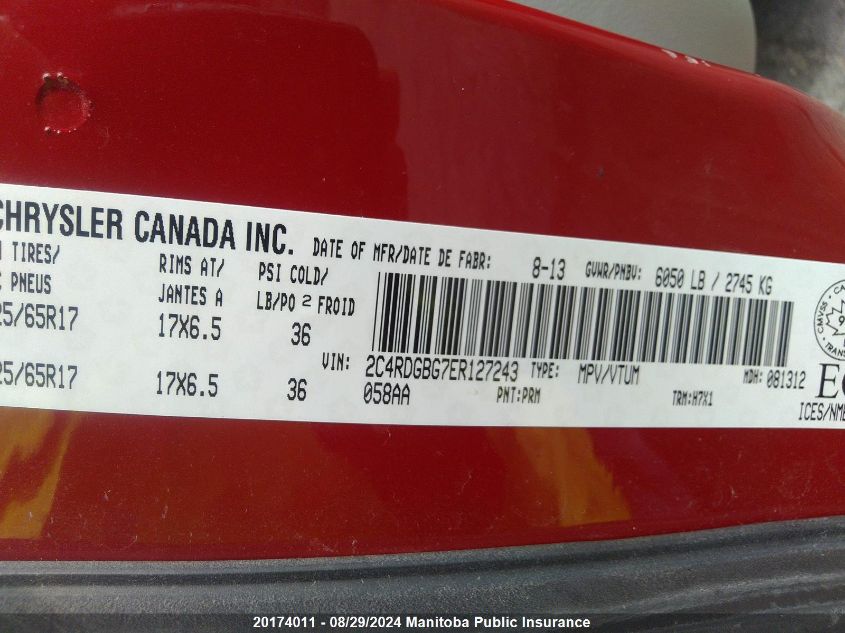 CHRYSLER CANADA INC. DATE OF MFR/DATE DE FABR: 8-13 GVWR/PNBV: 6050 LB / 2745 KG
TIRES/ RIMS AT/ PSI COLD/
PNEUS JANTES A LB/PO 2 FROID
25/65R17 17X6.5 36
VIN: 2C4RDGBG7ER127243 TYPE: MPV/VTUM MDH: 081312
25/65R17 17X6.5 36 058AA PNT:PRM TRM:H7X1
CMVSS
ICES/NMB
20174011 - 08/29/2024 Manitoba Public Insurance